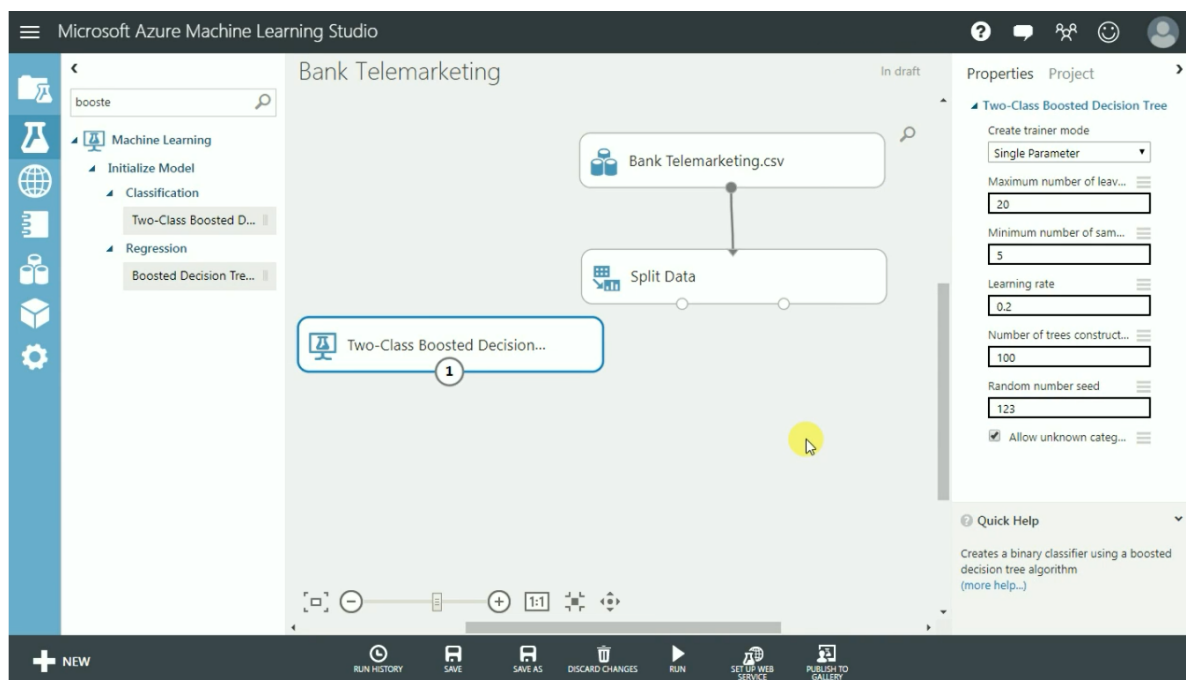 Microsoft Azure Machine Learning Studio
booste
Machine Learning
Initialize Model
Classification
Two-Class Boosted D...
Regression
Boosted Decision Tre...
Bank Telemarketing
In draft
Bank Telemarketing.csv
Split Data
Two-Class Boosted Decision...
1
1:1
Properties Project
Two-Class Boosted Decision Tree
Create trainer mode
Single Parameter
Maximum number of leav...
20
Minimum number of sam...
5
Learning rate
0.2
Number of trees construct...
100
Random number seed
123
Allow unknown categ...
Quick Help
Creates a binary classifier using a boosted
decision tree algorithm
(more help...)
NEW
RUN HISTORY
SAVE
SAVE AS
DISCARD CHANGES
RUN
SET UP WEB
SERVICE
PUBLISH TO
GALLERY